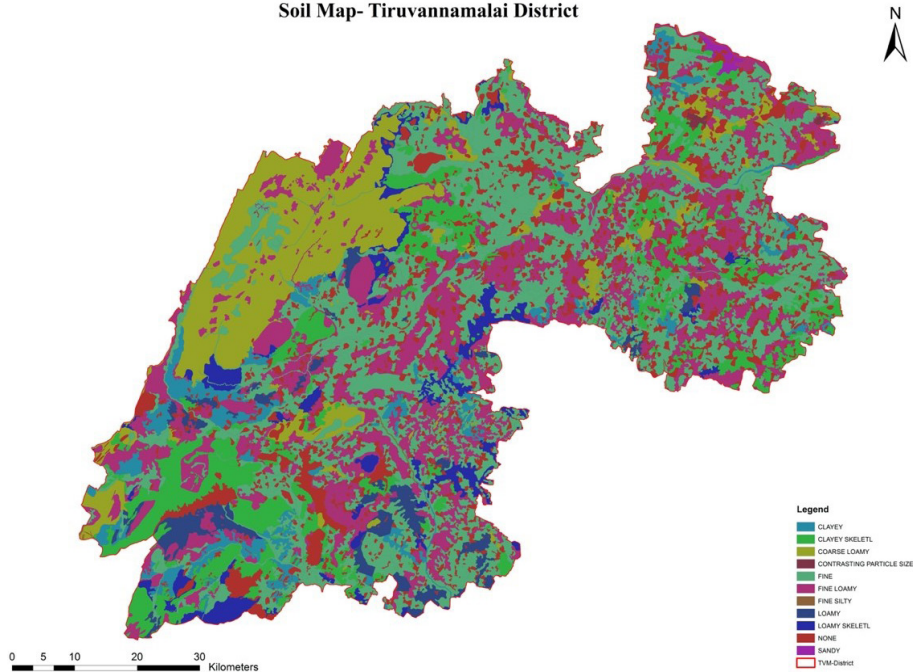 Soil Map- Tiruvannamalai District
N
Legend
CLAYEY
CLAYEY SKELETL
COARSE LOAMY
CONTRASTING PARTICLE SIZE
FINE
FINE LOAMY
FINE SILTY
LOAMY
LOAMY SKELETL
NONE
SANDY
TVM-District
0 5 10 20 30
Kilometers